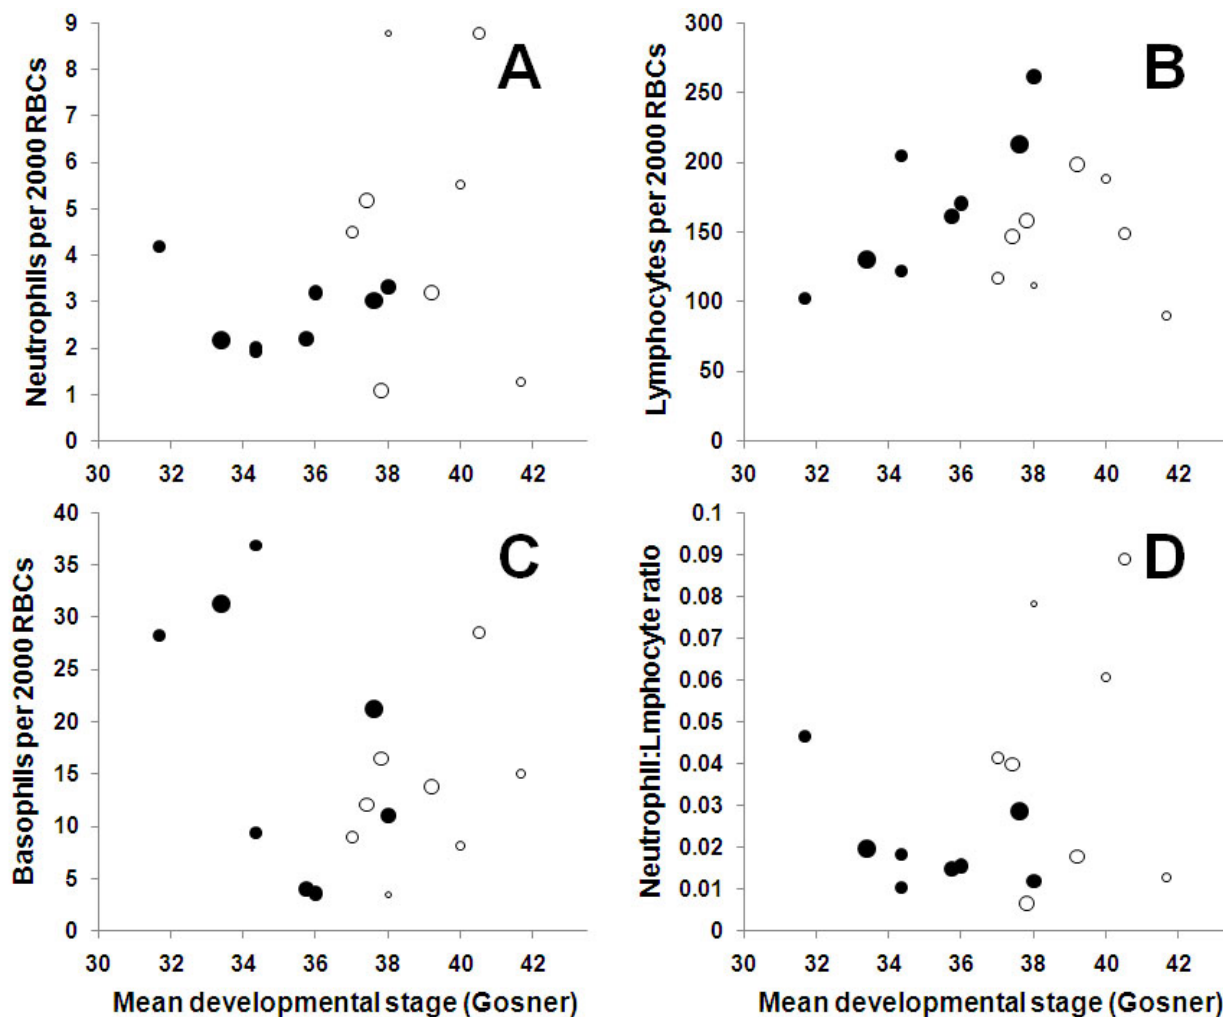 A
Neutrophils per 2000 RBCs
9
8
7
6
5
4
3
2
1
0
30 32 34 36 38 40 42
B
Lymphocytes per 2000 RBCs
300
250
200
150
100
50
0
30 32 34 36 38 40 42
C
Basophils per 2000 RBCs
40
35
30
25
20
15
10
5
0
30 32 34 36 38 40 42
Mean developmental stage (Gosner)
D
Neutrophil:Lmphocyte ratio
0.1
0.09
0.08
0.07
0.06
0.05
0.04
0.03
0.02
0.01
0
30 32 34 36 38 40 42
Mean developmental stage (Gosner)